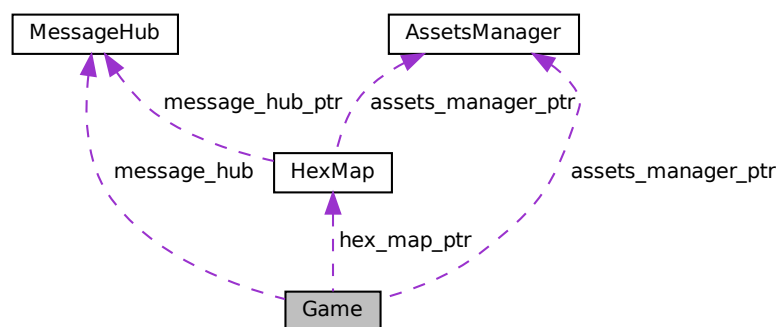 MessageHub
AssetsManager
message_hub_ptr
assets_manager_ptr
message_hub
HexMap
assets_manager_ptr
hex_map_ptr
Game